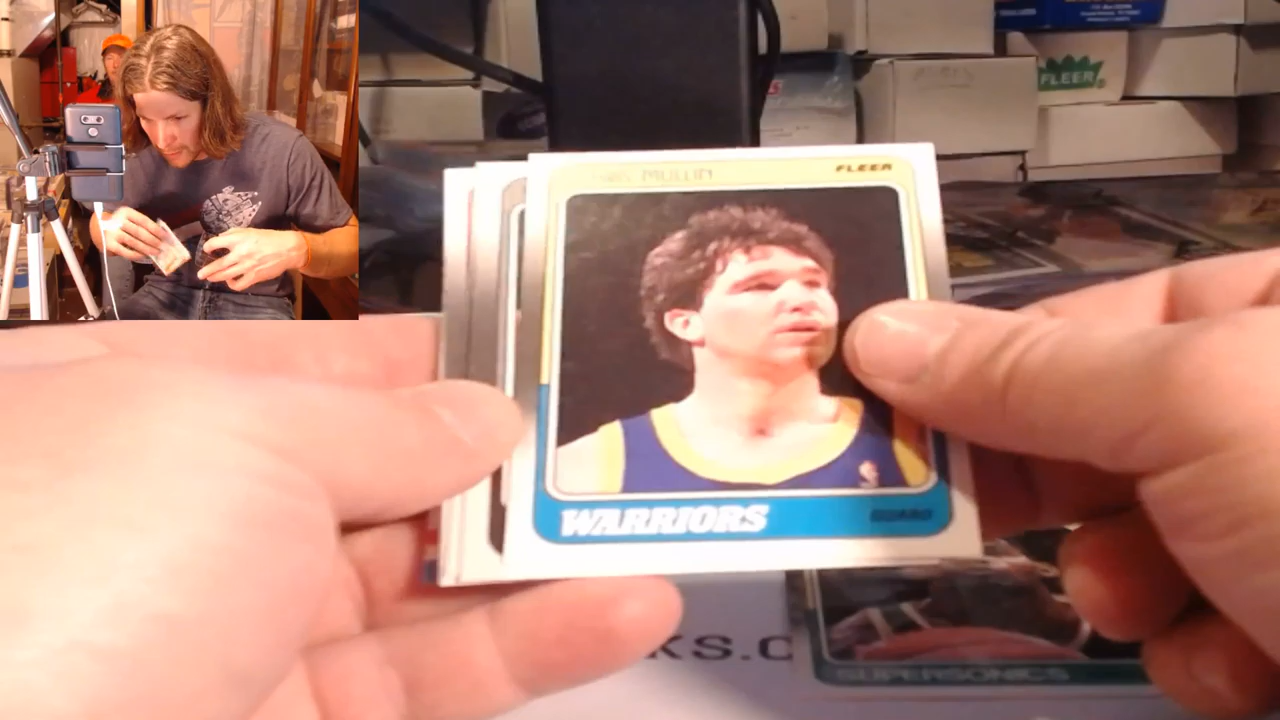 FLEER
MULLIN FLEER
WARRIORS GUARD
KS.C
SUPERSONICS